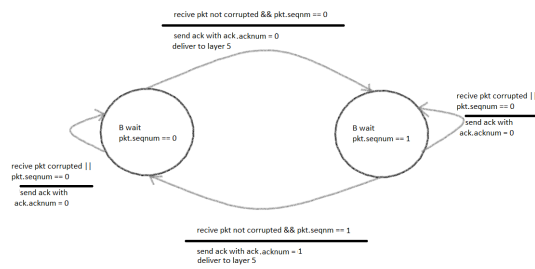 recive pkt not corrupted && pkt.seqnm == 0
send ack with ack.acknum = 0
deliver to layer 5
B wait
pkt.seqnum == 0
B wait
pkt.seqnum == 1
recive pkt corrupted ||
pkt.seqnum == 0
send ack with
ack.acknum = 0
recive pkt corrupted ||
pkt.seqnum == 0
send ack with
ack.acknum = 0
recive pkt not corrupted && pkt.seqnm == 1
send ack with ack.acknum = 1
deliver to layer 5